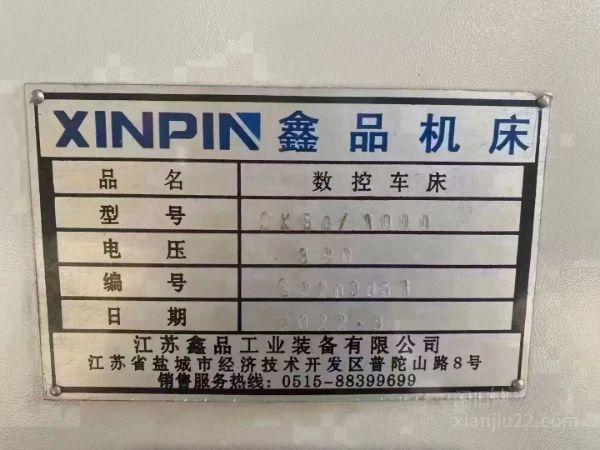 XINPIN 鑫品机床
品名 数控车床
型号 CK50/1000
电压 380
编号
日期 2022.
江苏鑫品工业装备有限公司
江苏省盐城市经济技术开发区普陀山路8号
销售服务热线: 0515-88399699
xianjiu22.com